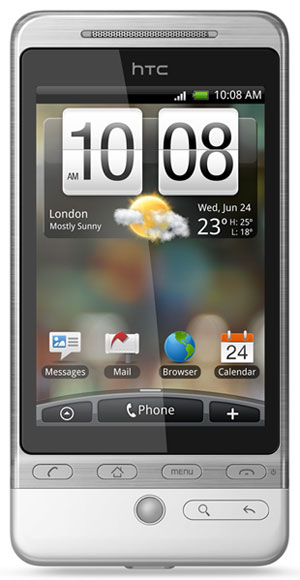 hTC
10:08 AM
AM 10 08
London
Mostly Sunny
Wed, Jun 24
23° H: 25°
L: 18°
Messages Mail Browser 24 Calendar
Phone +
MENU